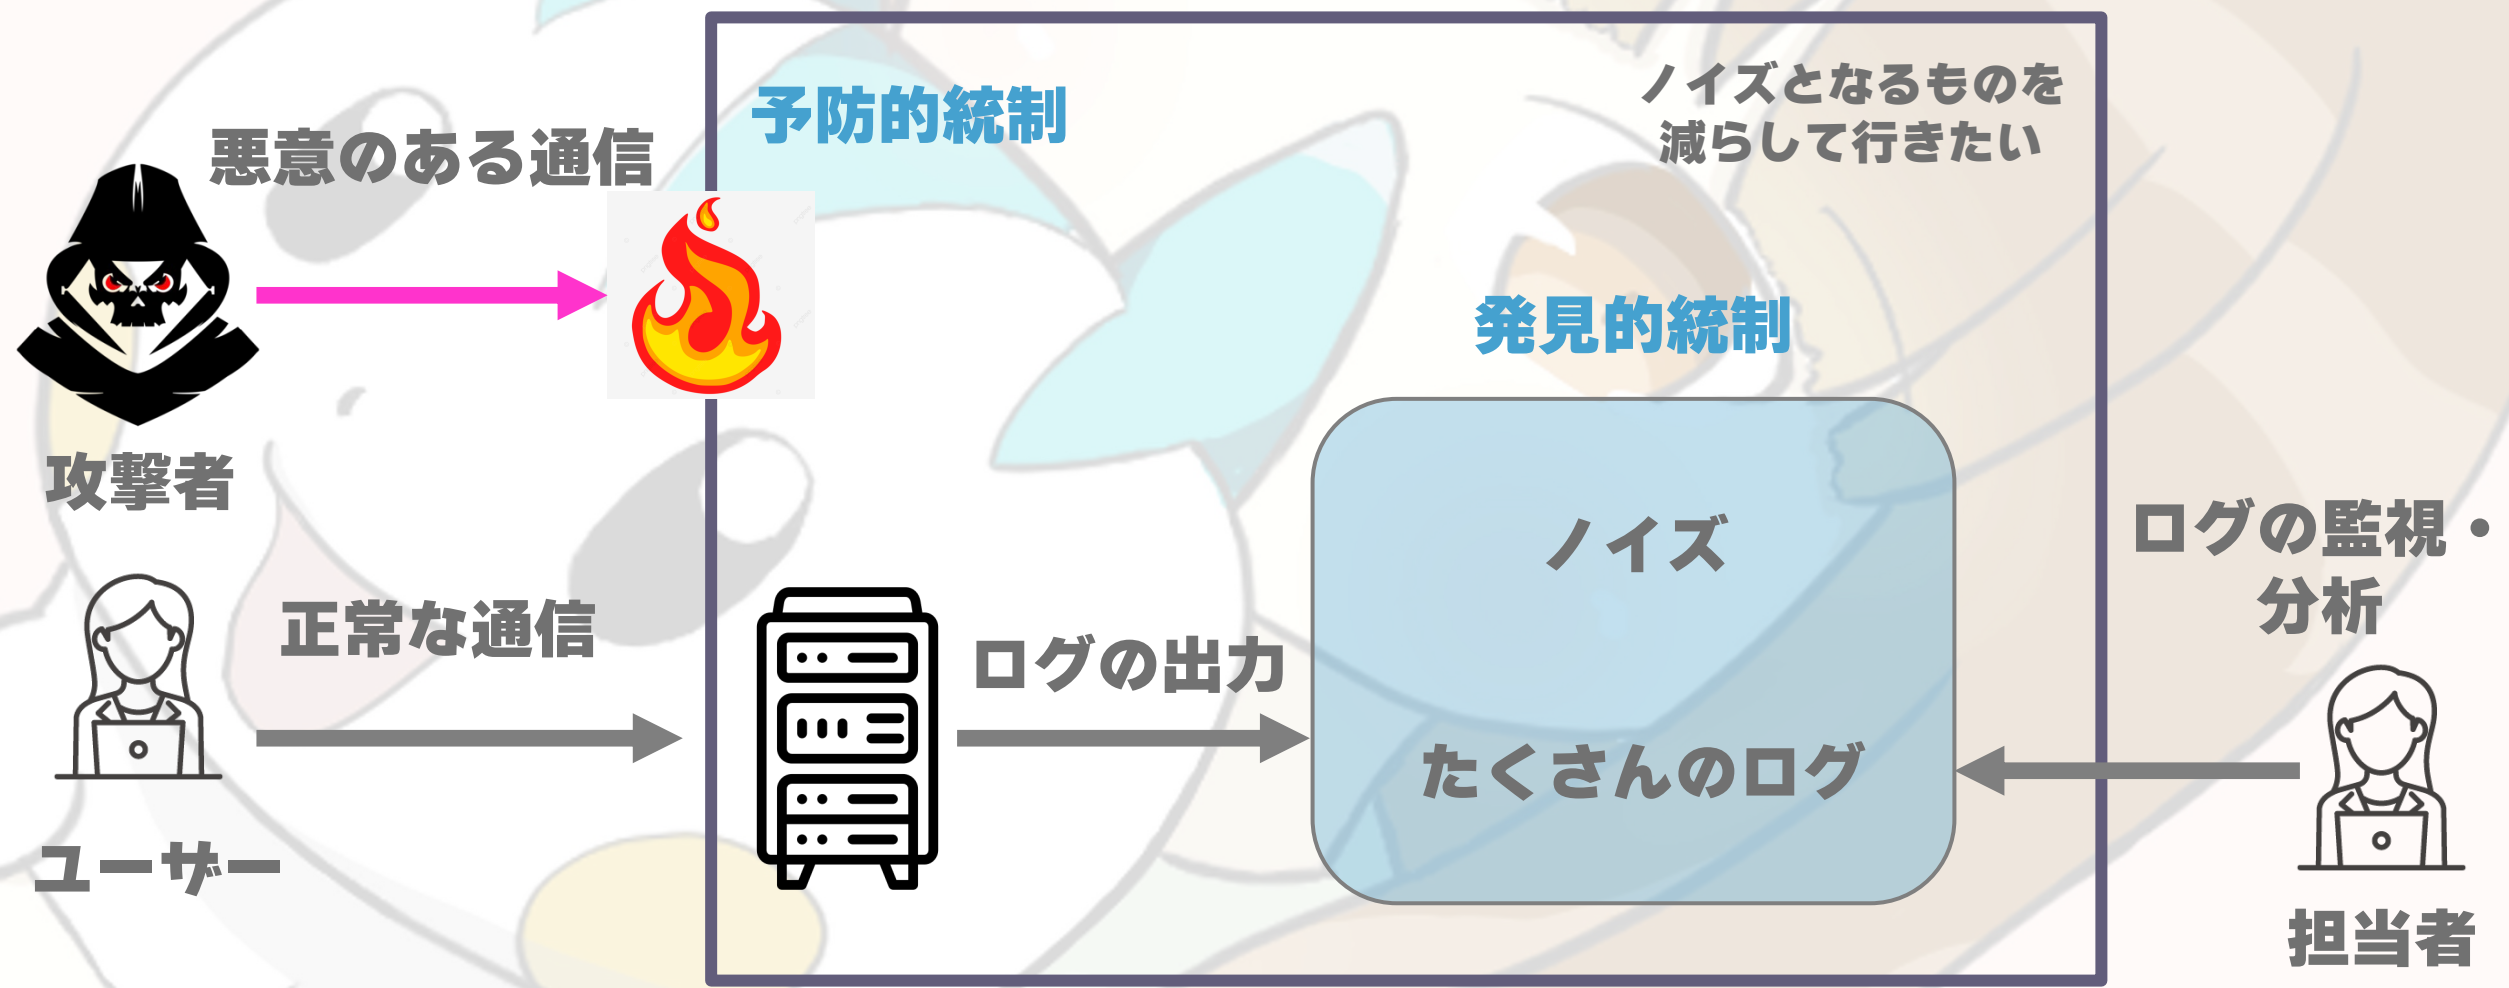 予防的統制
ノイズとなるものを
減らして行きたい
悪意のある通信
発見的統制
攻撃者
ノイズ
ログの監視・
分析
正常な通信
ログの出力
たくさんのログ
ユーザー
担当者